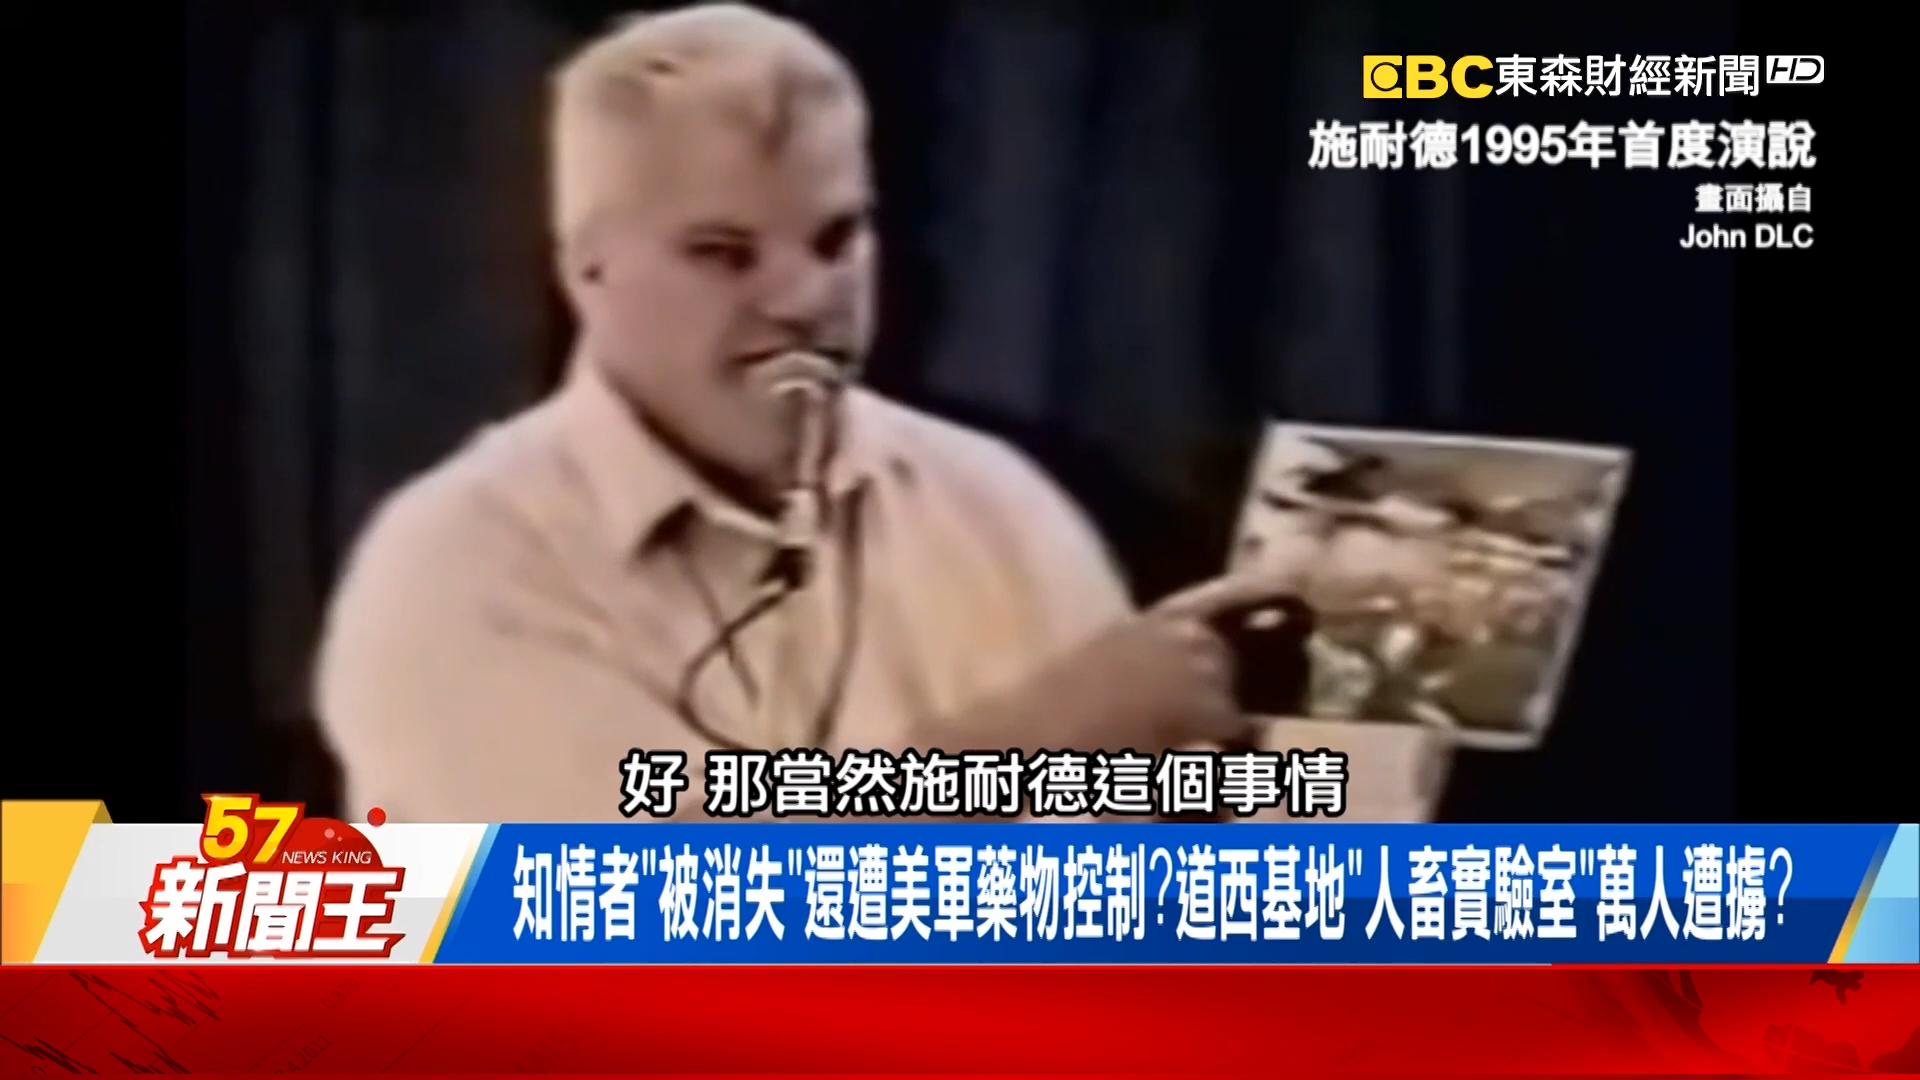 EBC東森財經新聞HD
施耐德1995年首度演說
畫面攝自
John DLC
好 那當然施耐德這個事情
57
NEWS KING
新聞王
知情者"被消失"還遭美軍藥物控制?道西基地"人畜實驗室"萬人遭擄?